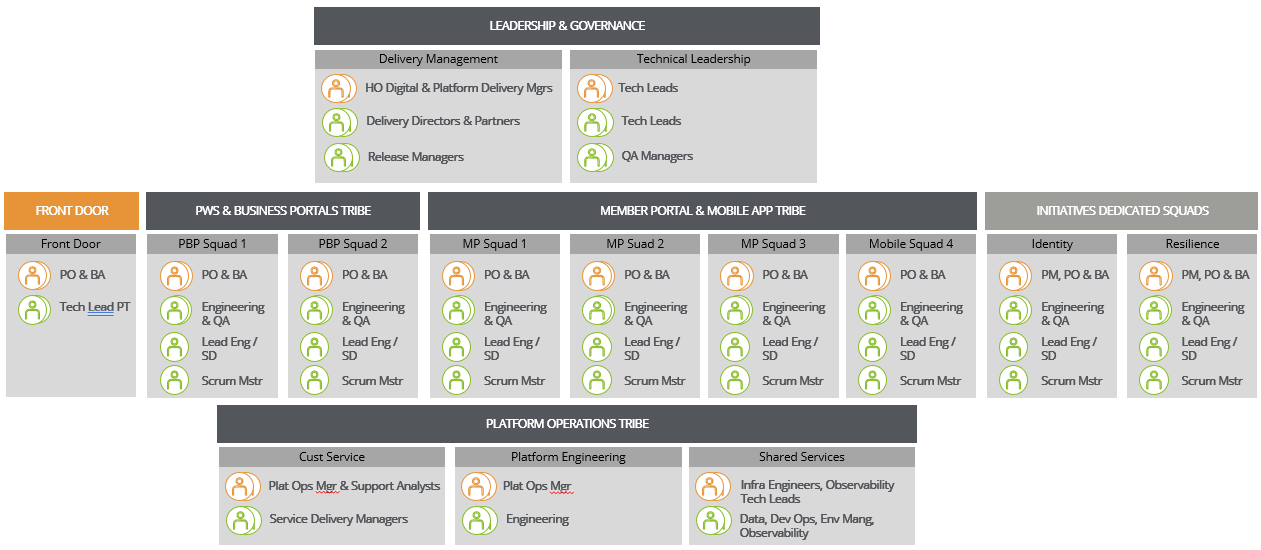 LEADERSHIP & GOVERNANCE
Delivery Management
HO Digital & Platform Delivery Mgrs
Delivery Directors & Partners
Release Managers
Technical Leadership
Tech Leads
Tech Leads
QA Managers
FRONT DOOR
Front Door
PO & BA
Tech Lead PT
PWS & BUSINESS PORTALS TRIBE
PBP Squad 1
PO & BA
Engineering
& QA
Lead Eng /
SD
Scrum Mstr
PBP Squad 2
PO & BA
Engineering
& QA
Lead Eng /
SD
Scrum Mstr
MEMBER PORTAL & MOBILE APP TRIBE
MP Squad 1
PO & BA
Engineering
& QA
Lead Eng /
SD
Scrum Mstr
MP Suad 2
PO & BA
Engineering
& QA
Lead Eng /
SD
Scrum Mstr
MP Squad 3
PO & BA
Engineering
& QA
Lead Eng /
SD
Scrum Mstr
Mobile Squad 4
PO & BA
Engineering
& QA
Lead Eng /
SD
Scrum Mstr
INITIATIVES DEDICATED SQUADS
Identity
PM, PO & BA
Engineering
& QA
Lead Eng /
SD
Scrum Mstr
Resilience
PM, PO & BA
Engineering
& QA
Lead Eng /
SD
Scrum Mstr
PLATFORM OPERATIONS TRIBE
Cust Service
Plat Ops Mgr & Support Analysts
Service Delivery Managers
Platform Engineering
Plat Ops Mgr
Engineering
Shared Services
Infra Engineers, Observability
Tech Leads
Data, Dev Ops, Env Mang,
Observability